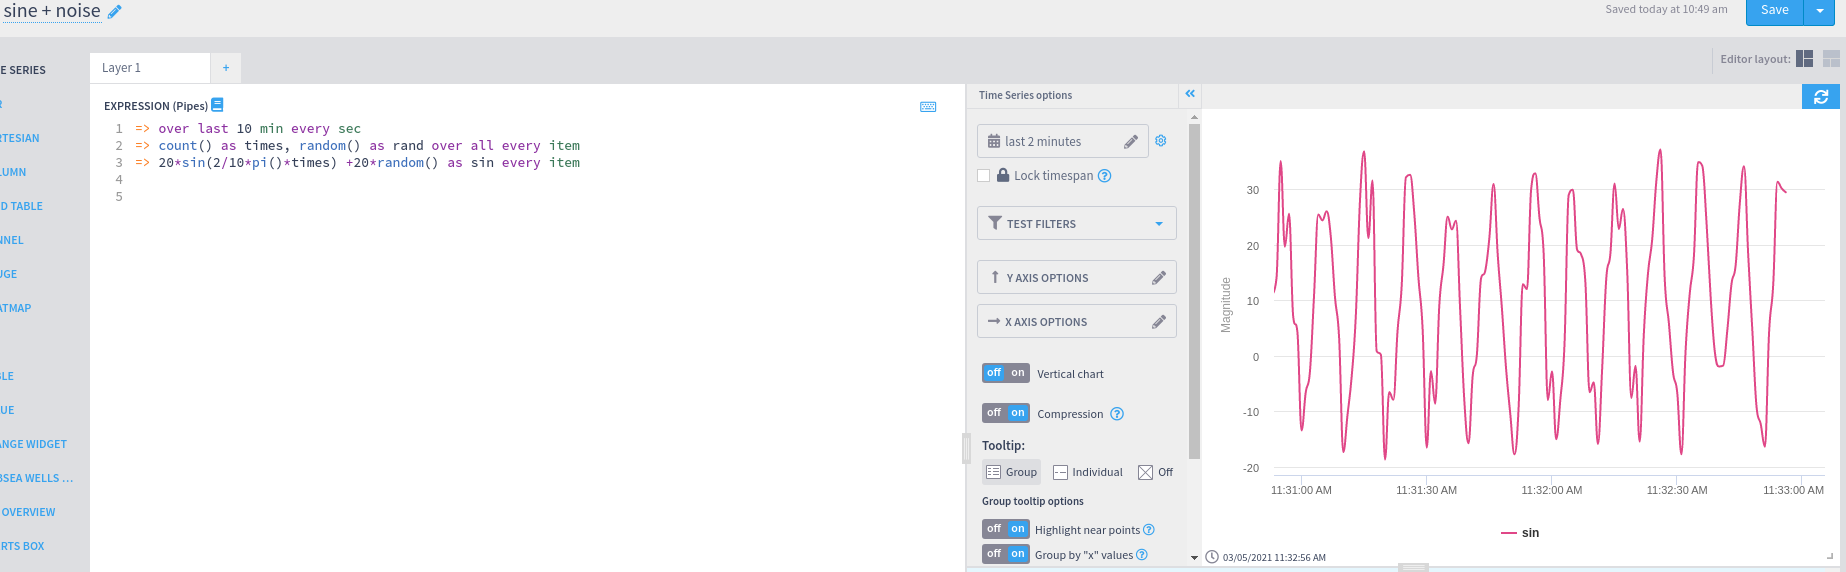 sine + noise
Saved today at 10:49 am
Save
E SERIES
Layer 1
+
Editor layout:
R
RTESIAN
LUMN
D TABLE
NNEL
UGE
ATMAP
BLE
UE
ANGE WIDGET
BSEA WELLS ...
OVERVIEW
RTS BOX
EXPRESSION (Pipes)
1 => over last 10 min every sec
2 => count() as times, random() as rand over all every item
3 => 20*sin(2/10*pi()*times) +20*random() as sin every item
4
5
Time Series options
last 2 minutes
Lock timespan ?
TEST FILTERS
Y AXIS OPTIONS
X AXIS OPTIONS
off on Vertical chart
off on Compression ?
Tooltip:
Group Individual Off
Group tooltip options
off on Highlight near points ?
off on Group by "x" values ?
Magnitude
30
20
10
0
-10
-20
11:31:00 AM 11:31:30 AM 11:32:00 AM 11:32:30 AM 11:33:00 AM
sin
03/05/2021 11:32:56 AM